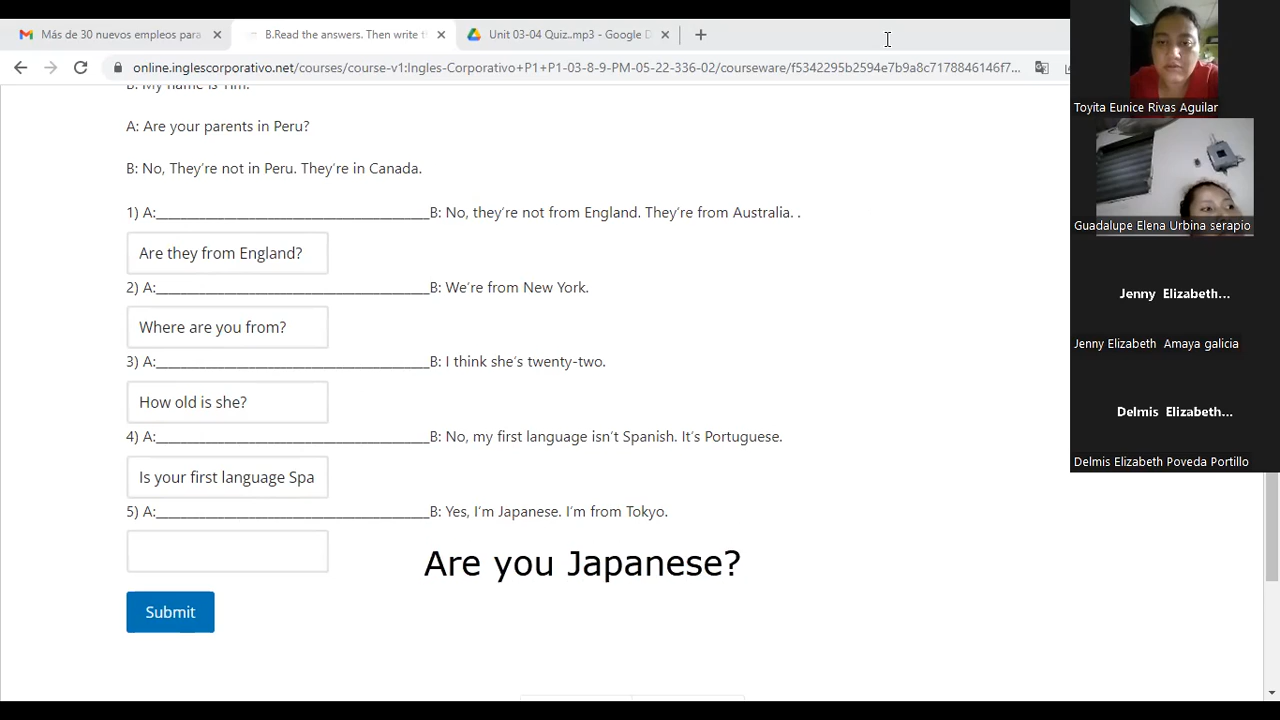 Más de 30 nuevos empleos para
B.Read the answers. Then write t
Unit 03-04 Quiz..mp3 - Google D
online.inglescorporativo.net/courses/course-v1:Ingles-Corporativo+P1+P1-03-8-9-PM-05-22-336-02/courseware/f5342295b2594e7b9a8c7178846146f7...
B: My name is Tim.
A: Are your parents in Peru?
B: No, They're not in Peru. They're in Canada.
1) A:________________________________________B: No, they're not from England. They're from Australia. .
Are they from England?
2) A:________________________________________B: We're from New York.
Where are you from?
3) A:________________________________________B: I think she's twenty-two.
How old is she?
4) A:________________________________________B: No, my first language isn't Spanish. It's Portuguese.
Is your first language Spa
5) A:________________________________________B: Yes, I'm Japanese. I'm from Tokyo.
Are you Japanese?
Submit
Toyita Eunice Rivas Aguilar
Guadalupe Elena Urbina serapio
Jenny Elizabeth...
Jenny Elizabeth Amaya galicia
Delmis Elizabeth...
Delmis Elizabeth Poveda Portillo